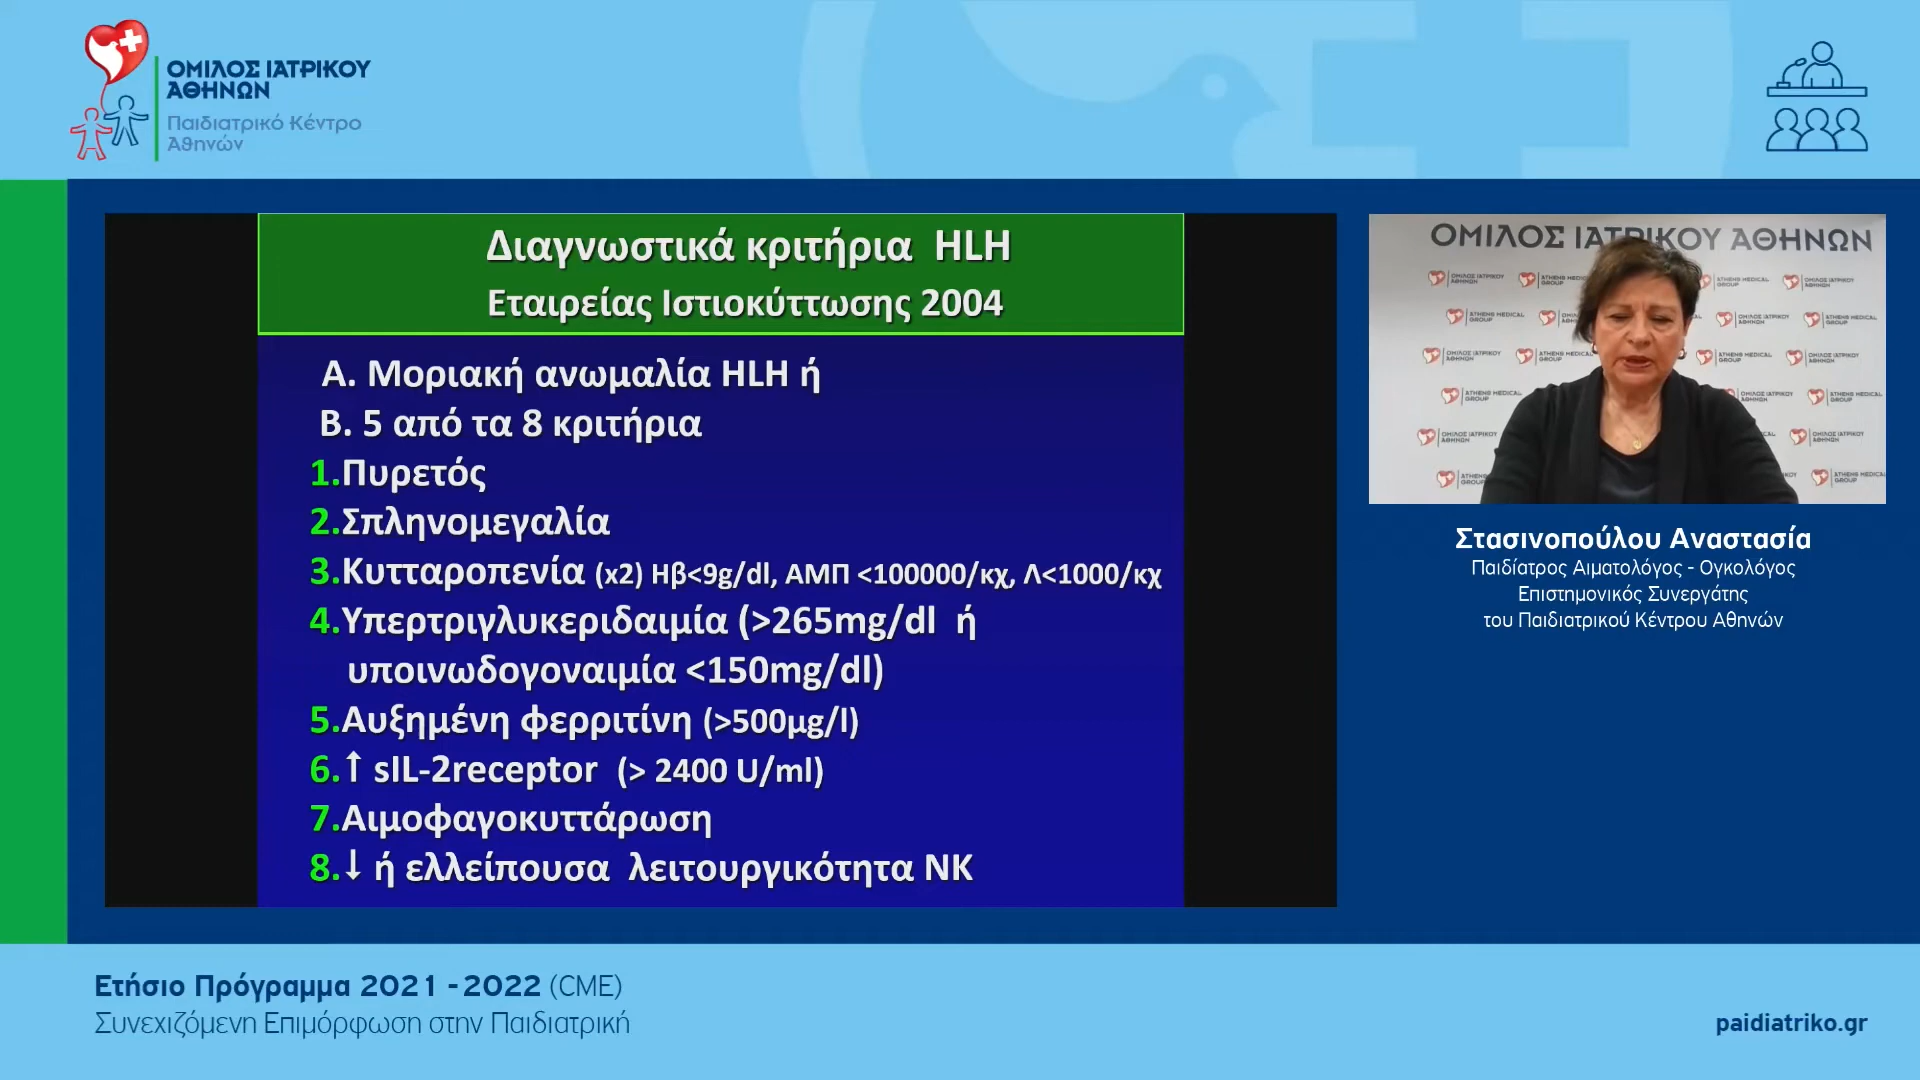 ΟΜΙΛΟΣ ΙΑΤΡΙΚΟΥ
ΑΘΗΝΩΝ
Παιδιατρικό Κέντρο
Αθηνών
Διαγνωστικά κριτήρια HLH
Εταιρείας Ιστιοκύττωσης 2004
Α. Μοριακή ανωμαλία HLH ή
Β. 5 από τα 8 κριτήρια
1.Πυρετός
2.Σπληνομεγαλία
3.Κυτταροπενία (x2) Ηβ<9g/dl, ΑΜΠ <100000/κχ, Λ<1000/κχ
4.Υπερτριγλυκεριδαιμία (>265mg/dl ή
υποινωδογοναιμία <150mg/dl)
5.Αυξημένη φερριτίνη (>500μg/l)
6.↑ sIL-2receptor (> 2400 U/ml)
7.Αιμοφαγοκυττάρωση
8.↓ ή ελλείπουσα λειτουργικότητα ΝΚ
ΟΜΙΛΟΣ ΙΑΤΡΙΚΟΥ ΑΘΗΝΩΝ
Στασινοπούλου Αναστασία
Παιδίατρος Αιματολόγος - Ογκολόγος
Επιστημονικός Συνεργάτης
του Παιδιατρικού Κέντρου Αθηνών
Ετήσιο Πρόγραμμα 2021 - 2022 (CME)
Συνεχιζόμενη Επιμόρφωση στην Παιδιατρική
paidiatriko.gr